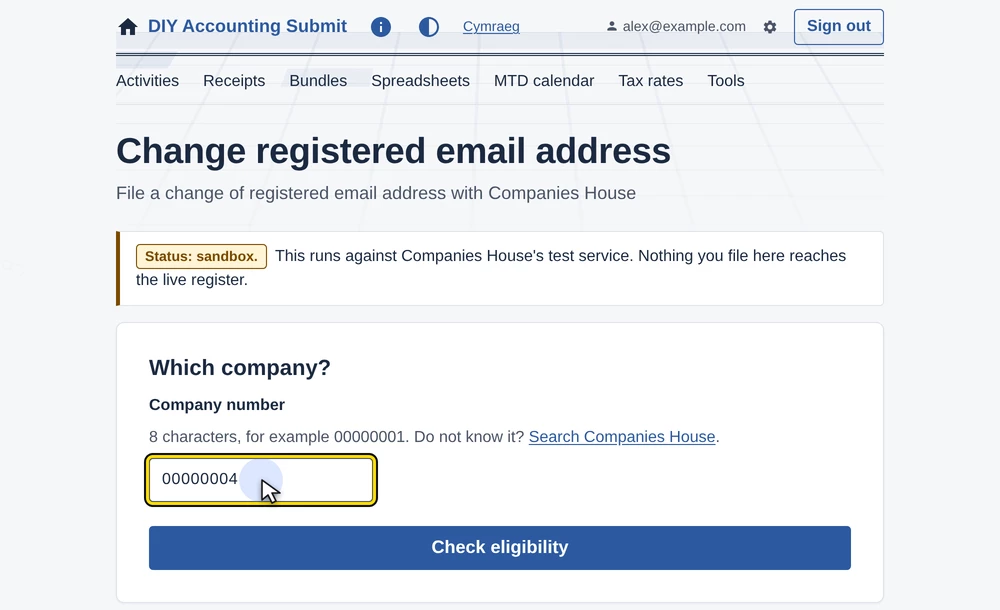 DIY Accounting Submit Cymraeg alex@example.com Sign out
Activities Receipts Bundles Spreadsheets MTD calendar Tax rates Tools
Change registered email address
File a change of registered email address with Companies House
Status: sandbox. This runs against Companies House's test service. Nothing you file here reaches
the live register.
Which company?
Company number
8 characters, for example 00000001. Do not know it? Search Companies House.
00000004
Check eligibility